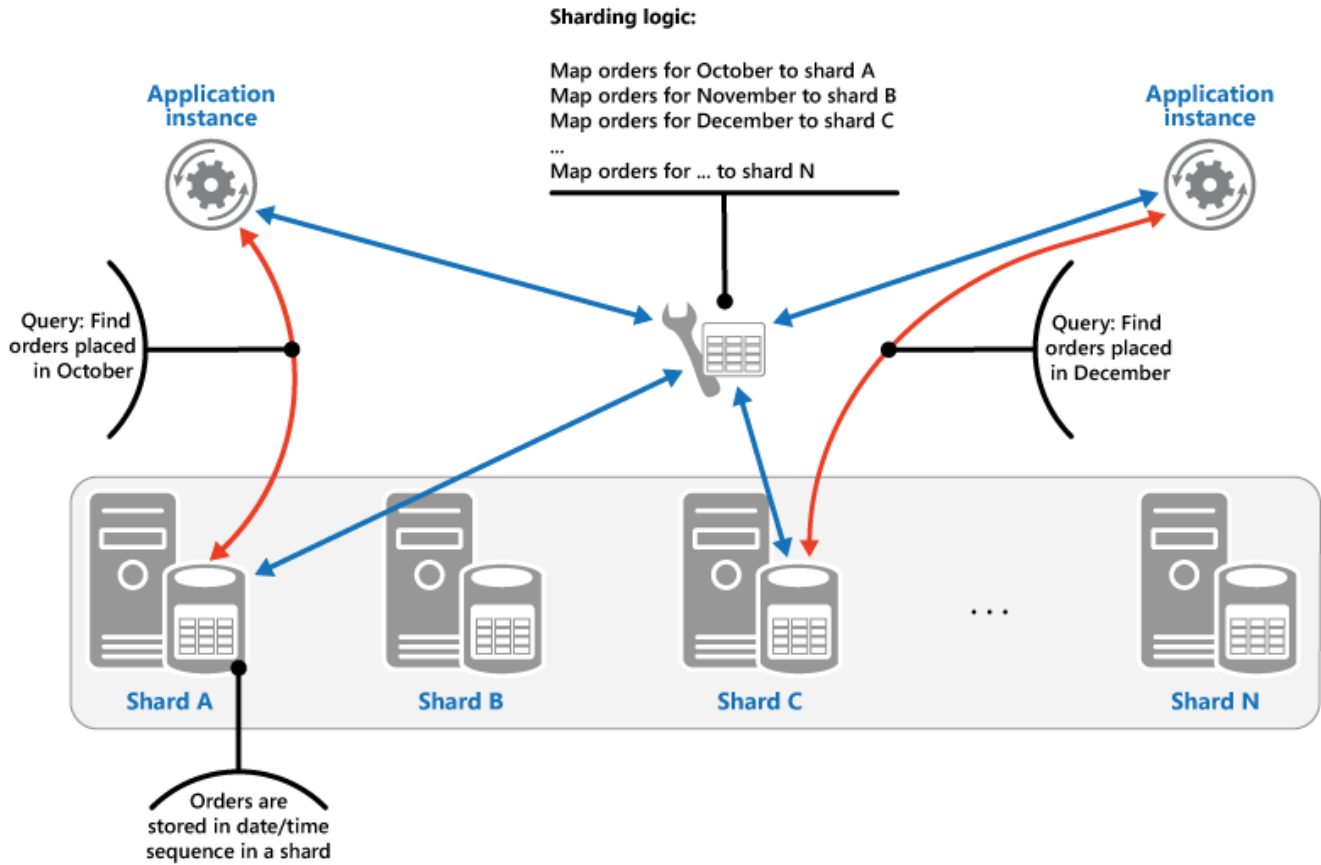 Sharding logic:
Map orders for October to shard A
Map orders for November to shard B
Map orders for December to shard C
...
Map orders for ... to shard N
Application
instance
Application
instance
Query: Find
orders placed
in October
Query: Find
orders placed
in December
...
Shard A
Shard B
Shard C
Shard N
Orders are
stored in date/time
sequence in a shard